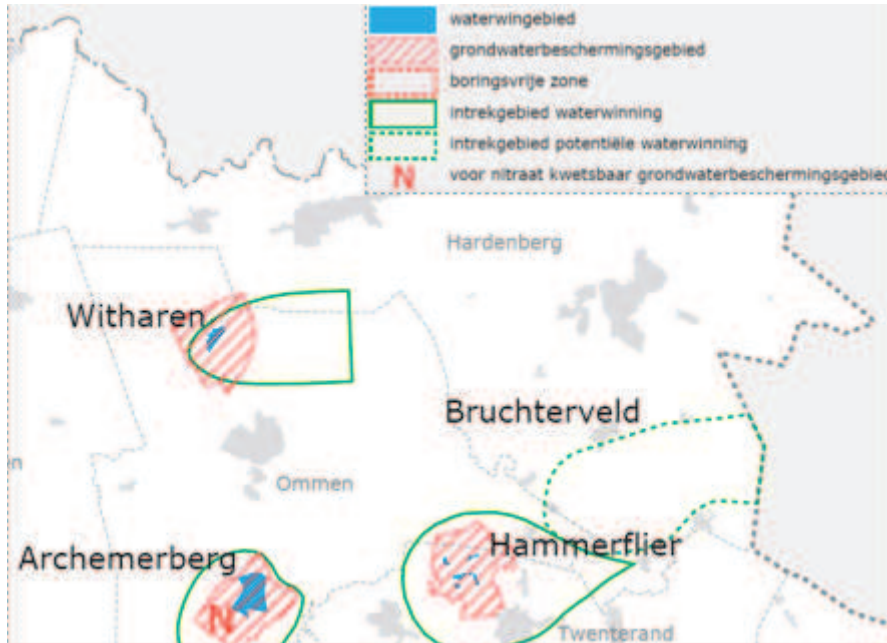 waterwingebied
grondwaterbeschermingsgebied
boringsvrije zone
intrekgebied waterwinning
intrekgebied potentiële waterwinning
N voor nitraat kwetsbaar grondwaterbeschermingsgebied
Hardenberg
Witharen
Bruchterveld
Ommen
Hammerflier
Archemerberg
N
Twenterand